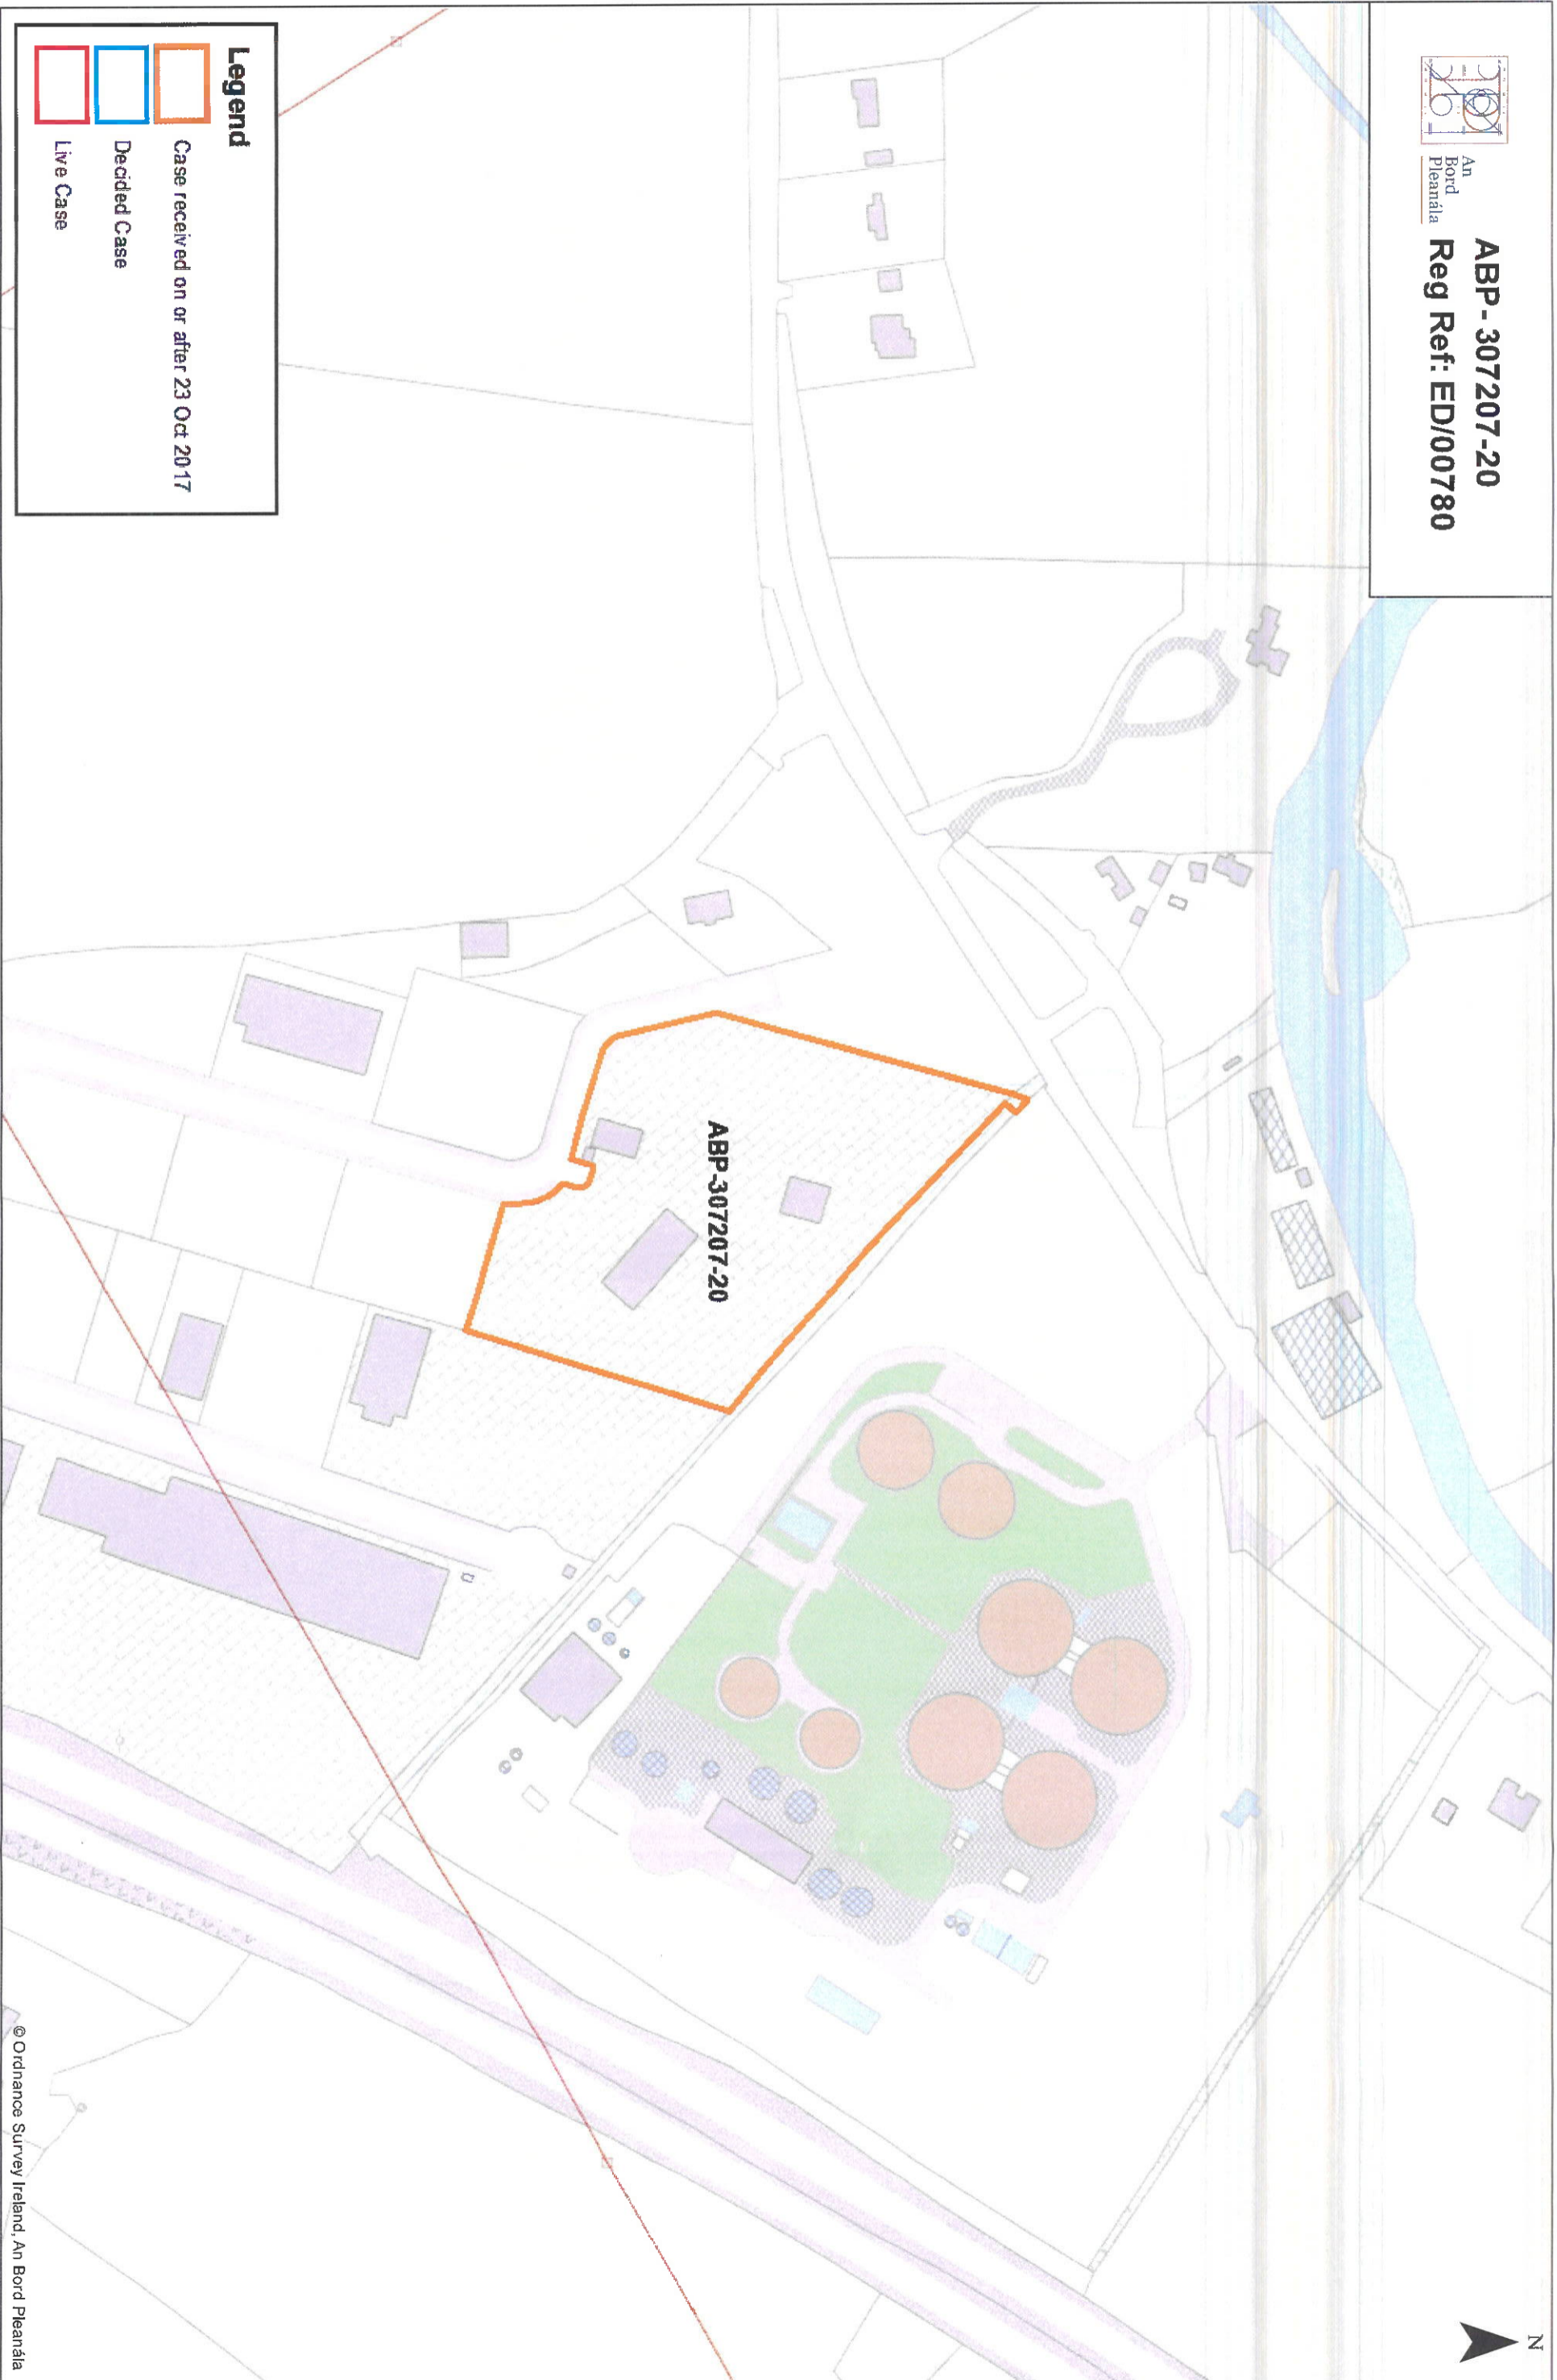 An
Bord
Pleanála
ABP-307207-20
Reg Ref: ED/00780
N
ABP-307207-20
Legend
Case received on or after 23 Oct 2017
Decided Case
Live Case
© Ordnance Survey Ireland, An Bord Pleanála